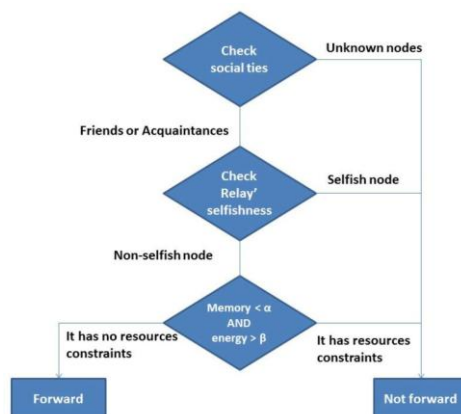 Check
social ties
Unknown nodes
Friends or Acquaintances
Check
Relay'
selfishness
Selfish node
Non-selfish node
Memory < α
AND
energy > β
It has no resources
constraints
It has resources
constraints
Forward
Not forward